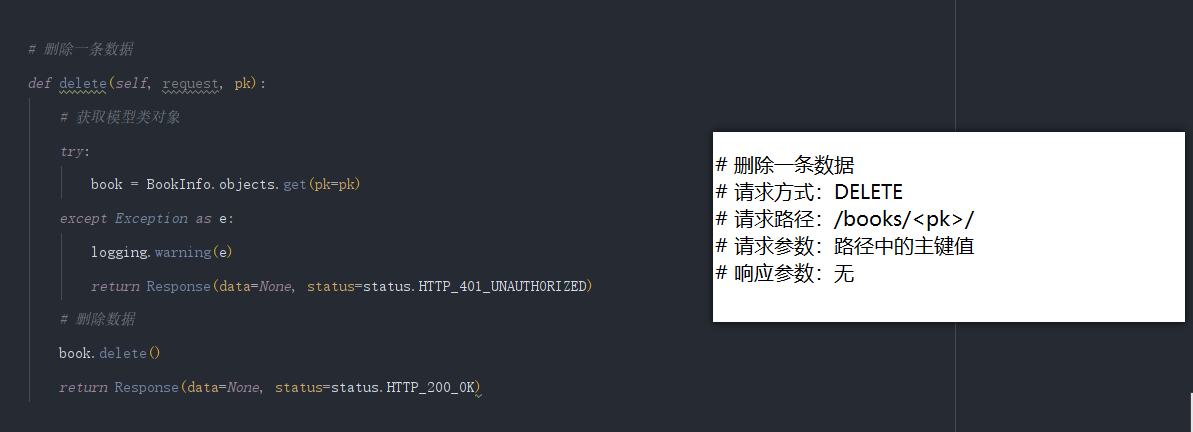 # 删除一条数据
def delete(self, request, pk):
# 获取模型类对象
try:
book = BookInfo.objects.get(pk=pk)
except Exception as e:
logging.warning(e)
return Response(data=None, status=status.HTTP_401_UNAUTHORIZED)
# 删除数据
book.delete()
return Response(data=None, status=status.HTTP_200_OK)
# 删除一条数据
# 请求方式：DELETE
# 请求路径：/books/<pk>/
# 请求参数：路径中的主键值
# 响应参数：无